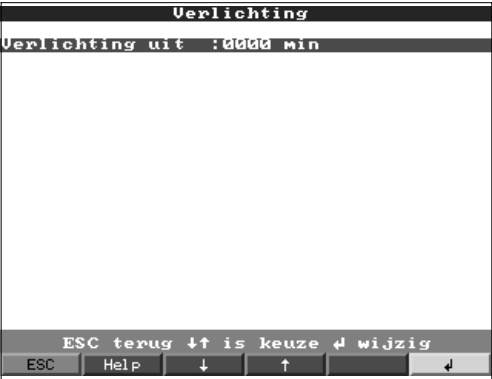 Verlichting
Verlichting uit :0000 min
ESC terug ↓↑ is keuze ↲ wijzig
ESC Help ↓ ↑ ↲